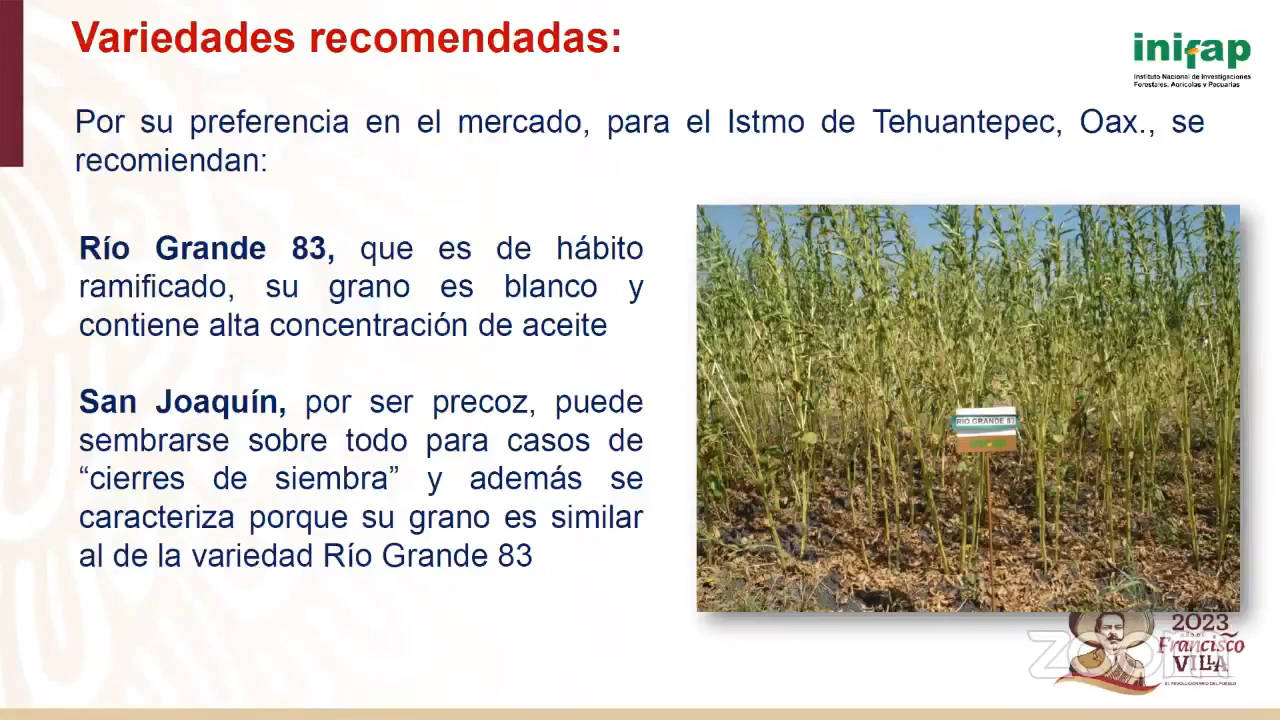 Variedades recomendadas:
inifap
Instituto Nacional de Investigaciones
Forestales, Agrícolas y Pecuarias
Por su preferencia en el mercado, para el Istmo de Tehuantepec, Oax., se
recomiendan:
Río Grande 83, que es de hábito
ramificado, su grano es blanco y
contiene alta concentración de aceite
San Joaquín, por ser precoz, puede
sembrarse sobre todo para casos de
“cierres de siembra” y además se
caracteriza porque su grano es similar
al de la variedad Río Grande 83
RIO GRANDE 83
2023
Francisco
VILLA
EL REVOLUCIONARIO DEL PUEBLO
zoom